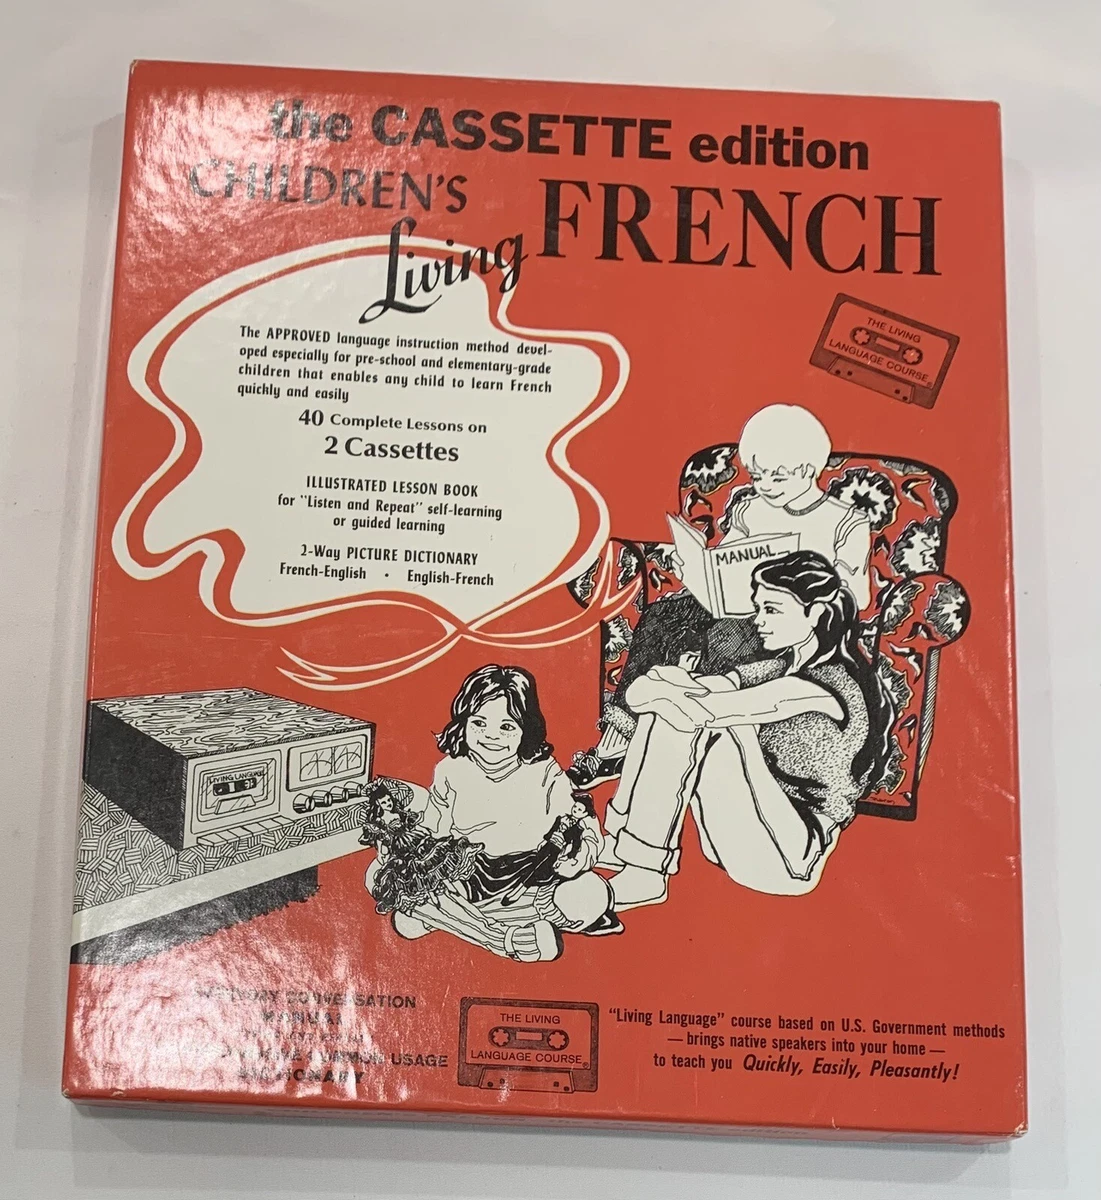 the CASSETTE edition
CHILDREN'S
Living FRENCH
The APPROVED language instruction method devel-
oped especially for pre-school and elementary-grade
children that enables any child to learn French
quickly and easily
40 Complete Lessons on
2 Cassettes
ILLUSTRATED LESSON BOOK
for "Listen and Repeat" self-learning
or guided learning
2-Way PICTURE DICTIONARY
French-English • English-French
THE LIVING
LANGUAGE COURSE®
MANUAL
LIVING LANGUAGE
CONVERSATION
MANUAL
COMMON USAGE
DICTIONARY
THE LIVING
LANGUAGE COURSE®
"Living Language" course based on U.S. Government methods
— brings native speakers into your home —
to teach you Quickly, Easily, Pleasantly!